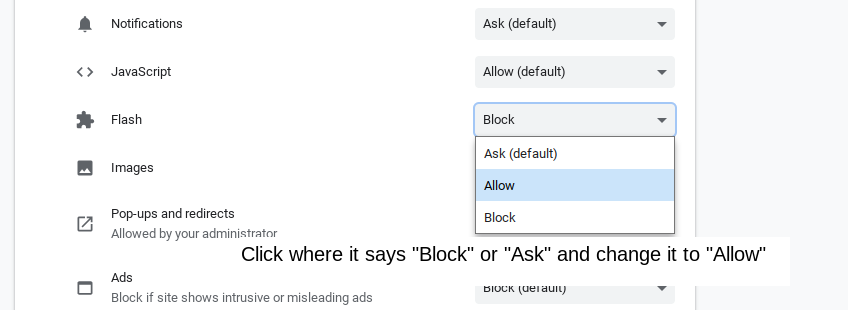 Notifications
Ask (default)
JavaScript
Allow (default)
Flash
Block
Ask (default)
Allow
Block
Images
Pop-ups and redirects
Allowed by your administrator
Click where it says "Block" or "Ask" and change it to "Allow"
Ads
Block if site shows intrusive or misleading ads
Block (default)